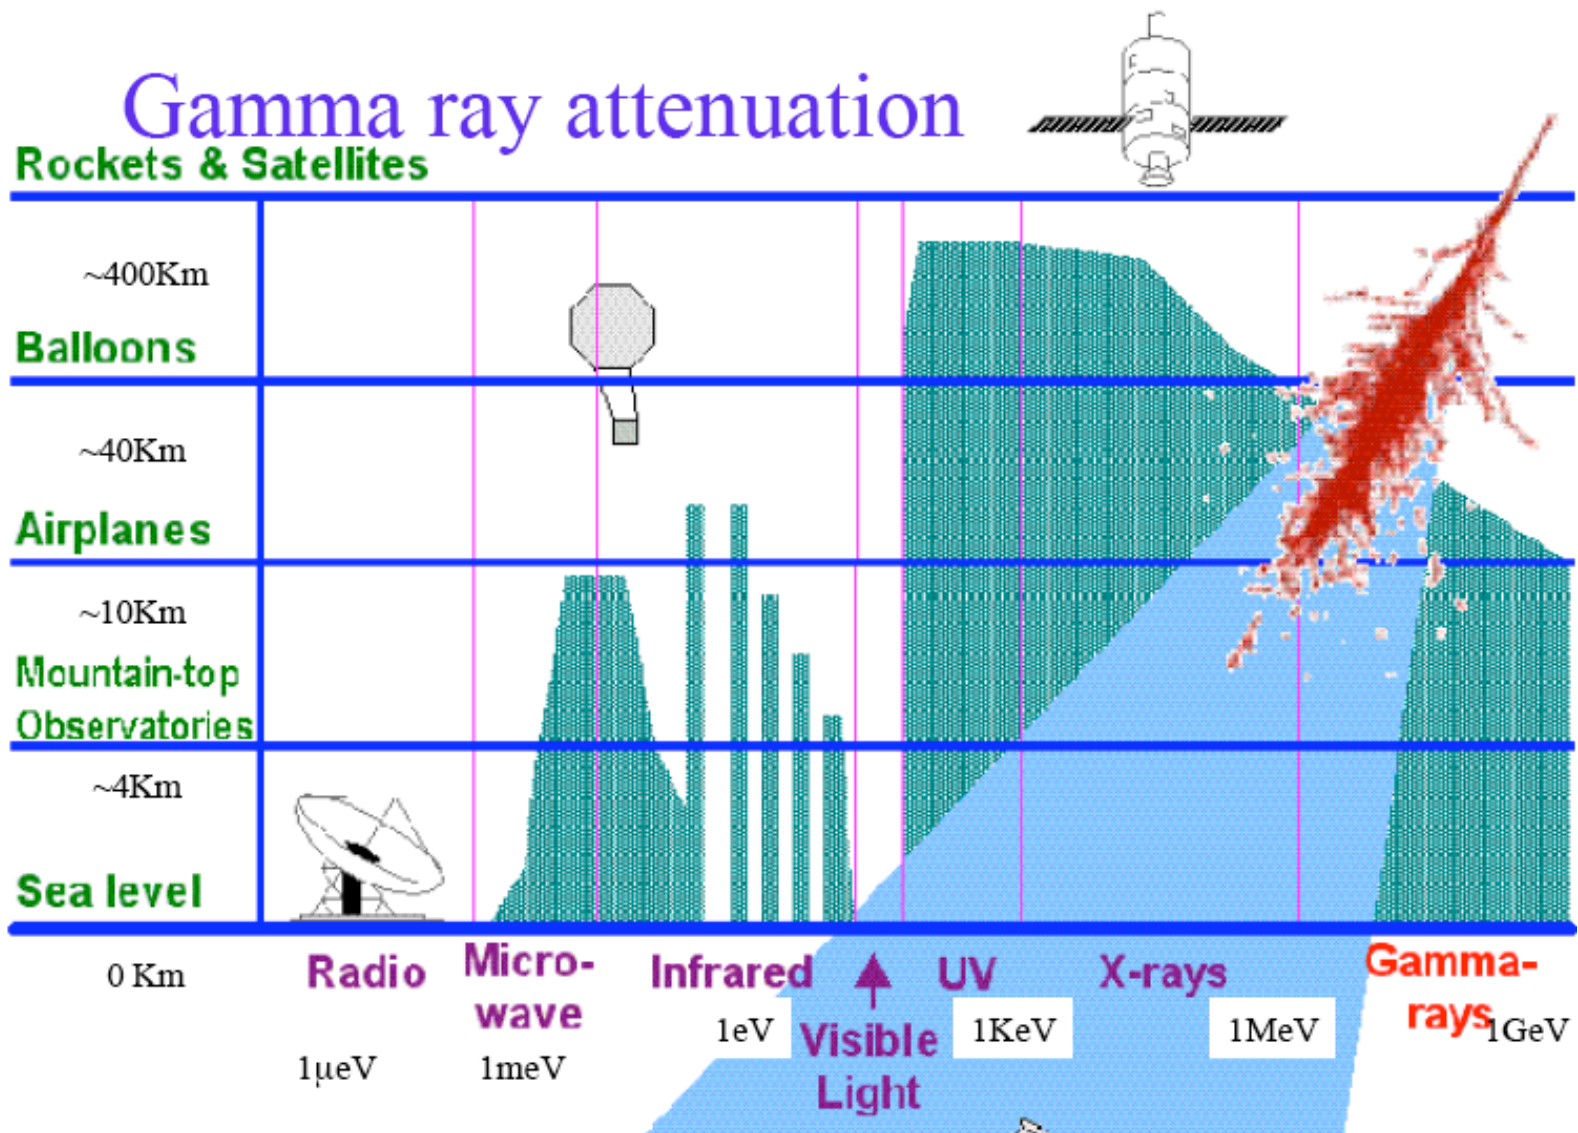 Gamma ray attenuation
Rockets & Satellites
~400Km
Balloons
~40Km
Airplanes
~10Km
Mountain-top
Observatories
~4Km
Sea level
0 Km
Radio
Micro-
wave
Infrared
UV
X-rays
Gamma-
rays
Visible
Light
1μeV
1meV
1eV
1KeV
1MeV
1GeV